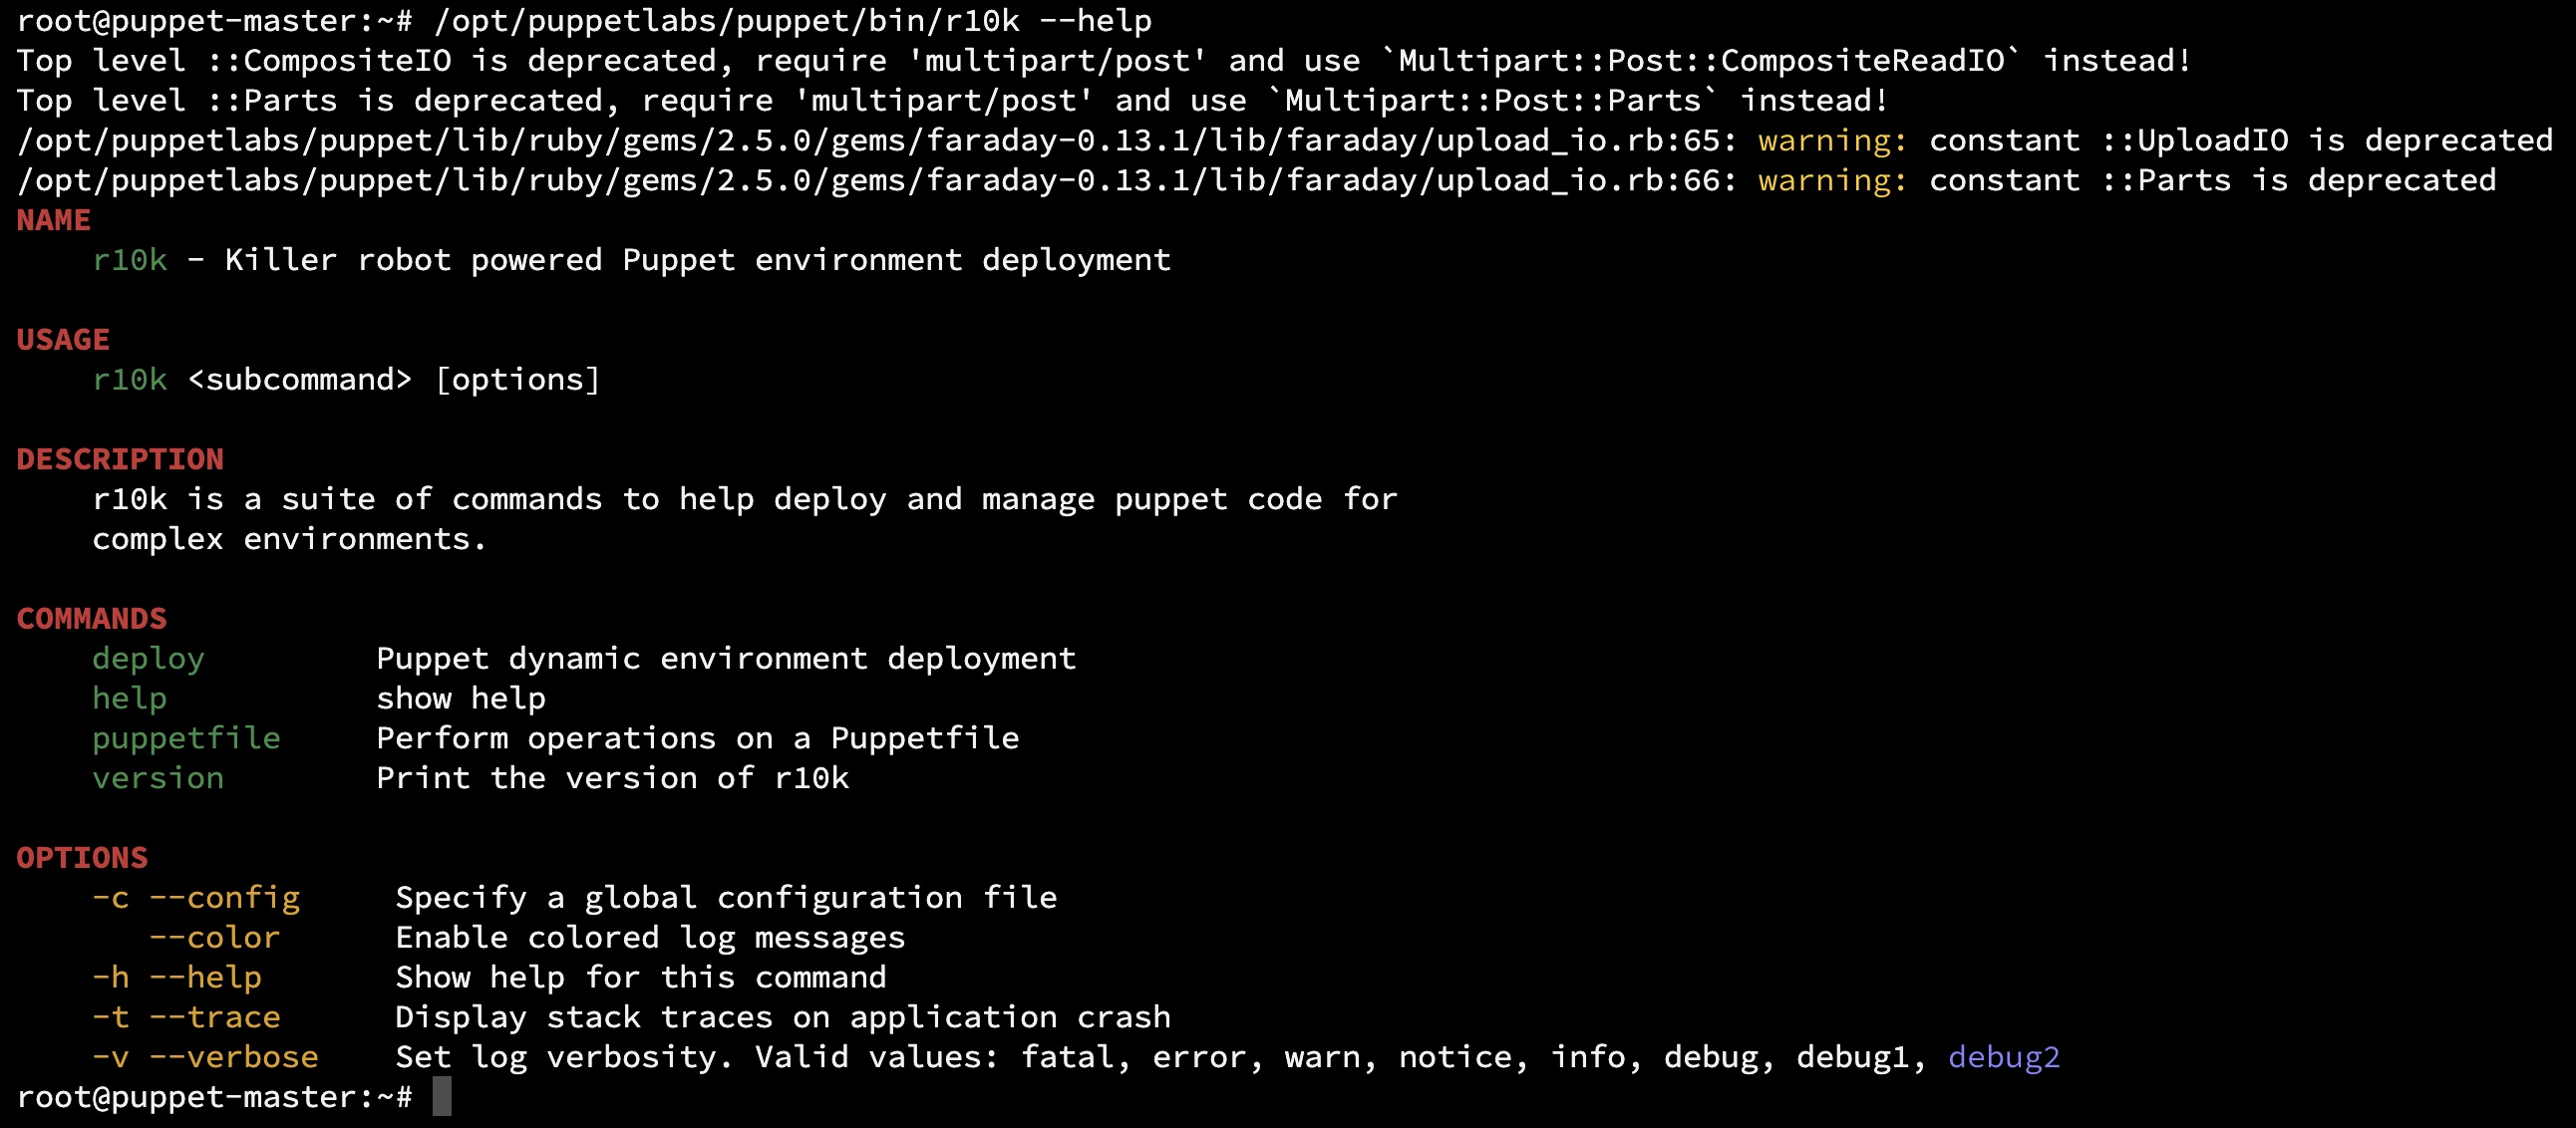 root@puppet-master:~# /opt/puppetlabs/puppet/bin/r10k --help
Top level ::CompositeIO is deprecated, require 'multipart/post' and use `Multipart::Post::CompositeReadIO` instead!
Top level ::Parts is deprecated, require 'multipart/post' and use `Multipart::Post::Parts` instead!
/opt/puppetlabs/puppet/lib/ruby/gems/2.5.0/gems/faraday-0.13.1/lib/faraday/upload_io.rb:65: warning: constant ::UploadIO is deprecated
/opt/puppetlabs/puppet/lib/ruby/gems/2.5.0/gems/faraday-0.13.1/lib/faraday/upload_io.rb:66: warning: constant ::Parts is deprecated
NAME
    r10k - Killer robot powered Puppet environment deployment

USAGE
    r10k <subcommand> [options]

DESCRIPTION
    r10k is a suite of commands to help deploy and manage puppet code for
    complex environments.

COMMANDS
    deploy         Puppet dynamic environment deployment
    help           show help
    puppetfile     Perform operations on a Puppetfile
    version        Print the version of r10k

OPTIONS
    -c --config     Specify a global configuration file
       --color      Enable colored log messages
    -h --help       Show help for this command
    -t --trace      Display stack traces on application crash
    -v --verbose    Set log verbosity. Valid values: fatal, error, warn, notice, info, debug, debug1, debug2
root@puppet-master:~#